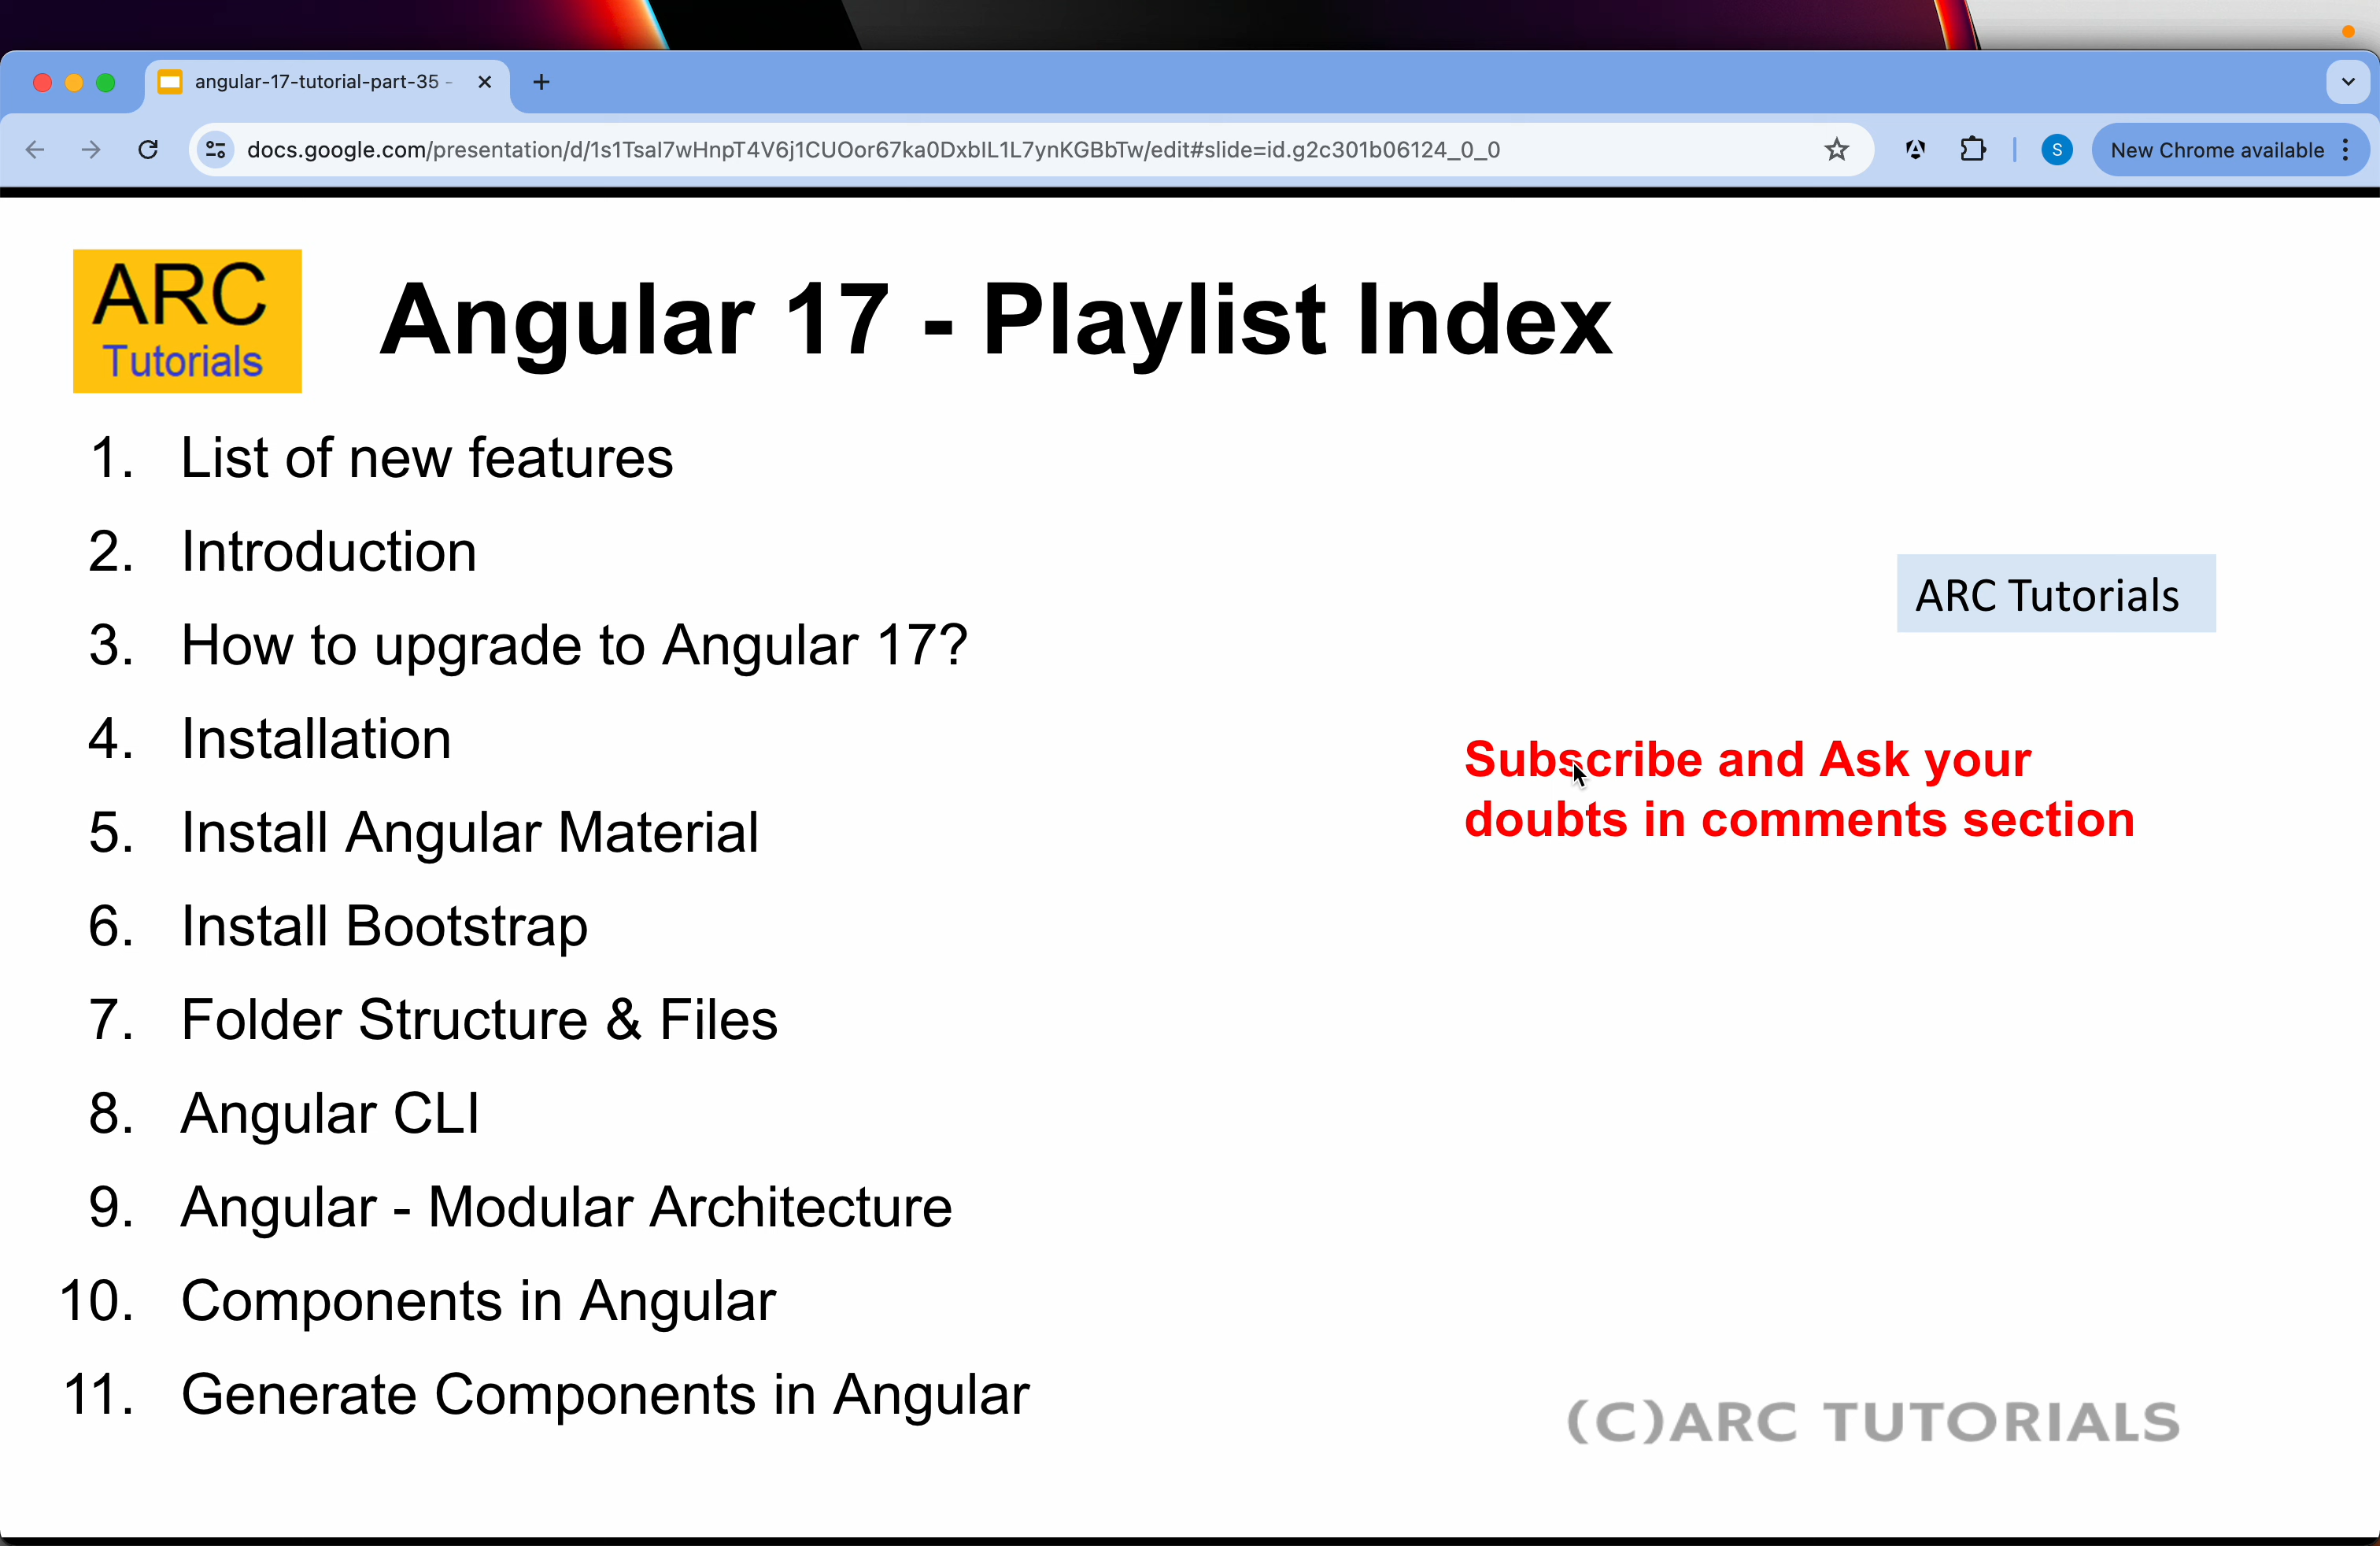 angular-17-tutorial-part-35 -
docs.google.com/presentation/d/1s1Tsal7wHnpT4V6j1CUOor67ka0DxblL1L7ynKGBbTw/edit#slide=id.g2c301b06124_0_0
S
New Chrome available
ARC
Tutorials
Angular 17 - Playlist Index
1. List of new features
2. Introduction
3. How to upgrade to Angular 17?
4. Installation
5. Install Angular Material
6. Install Bootstrap
7. Folder Structure & Files
8. Angular CLI
9. Angular - Modular Architecture
10. Components in Angular
11. Generate Components in Angular
ARC Tutorials
Subscribe and Ask your
doubts in comments section
(C)ARC TUTORIALS